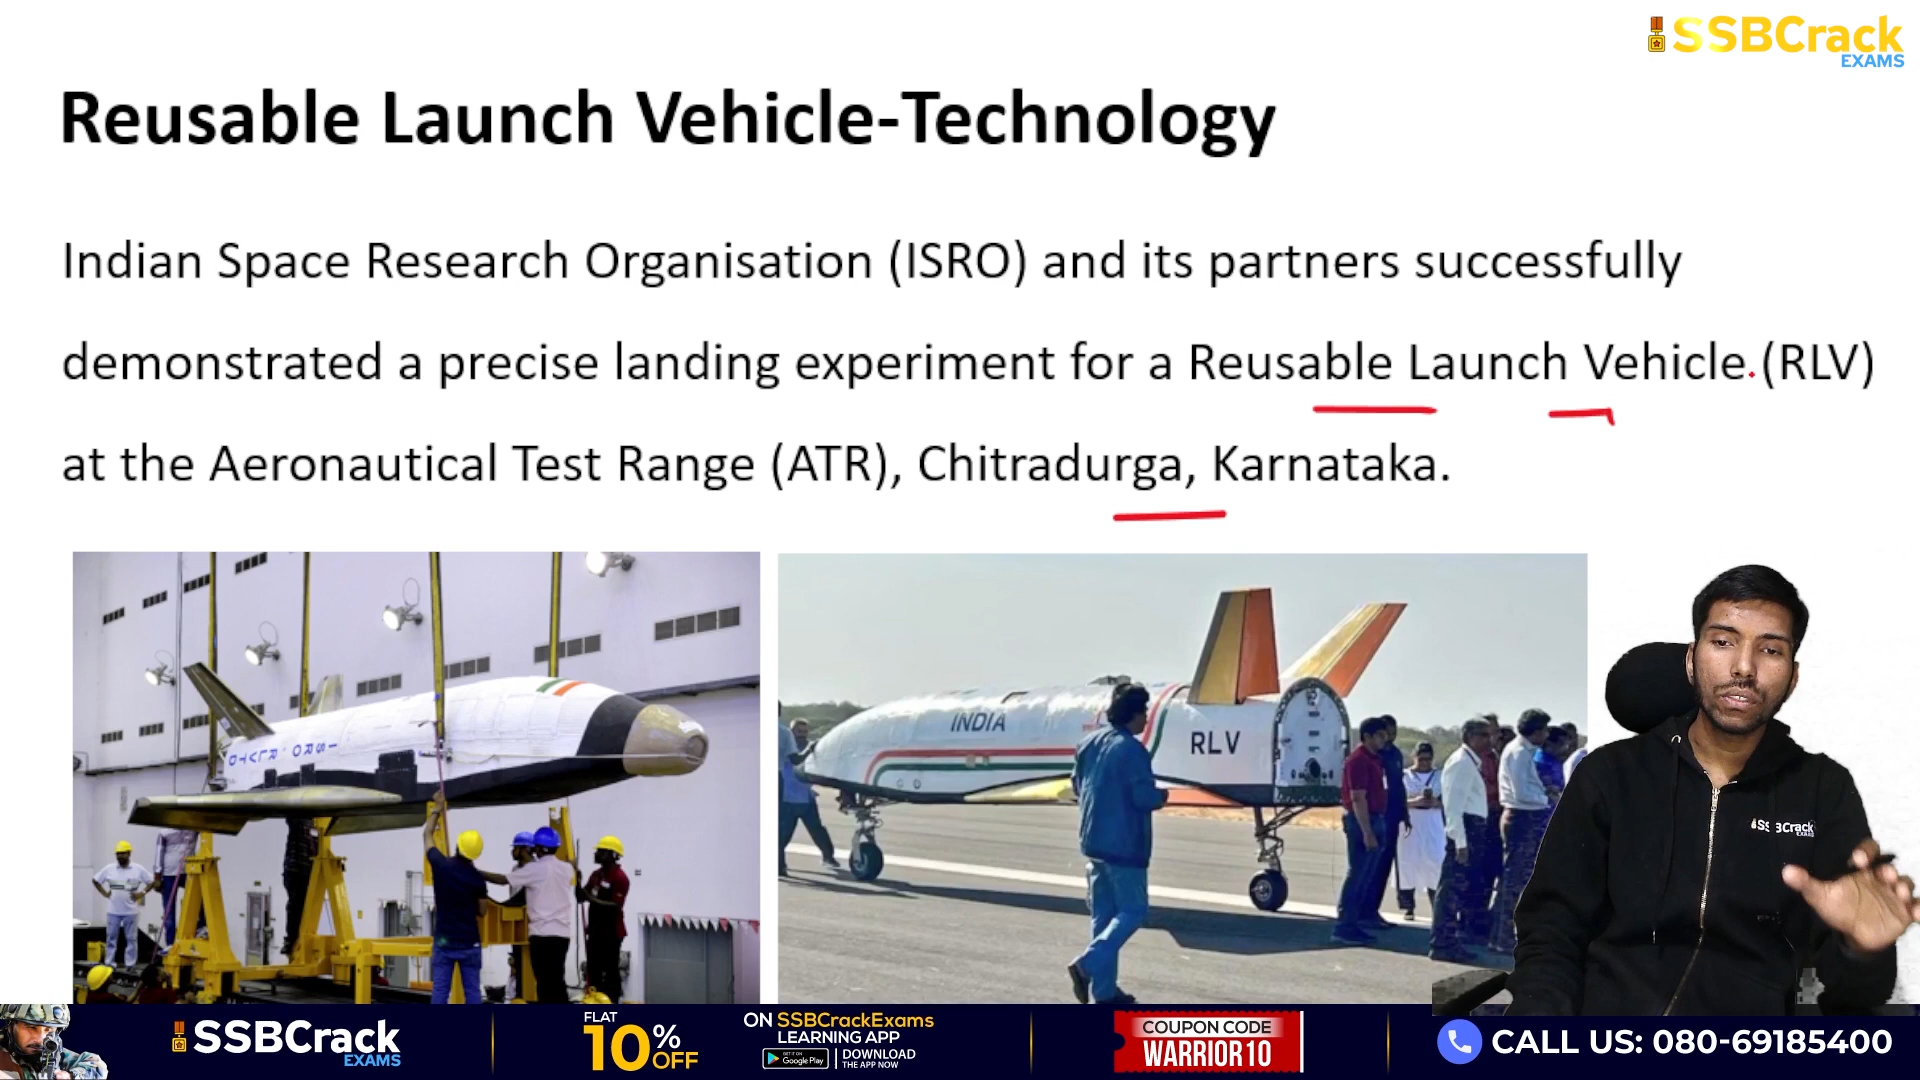 SSBCrack
EXAMS
Reusable Launch Vehicle-Technology
Indian Space Research Organisation (ISRO) and its partners successfully
demonstrated a precise landing experiment for a Reusable Launch Vehicle (RLV)
at the Aeronautical Test Range (ATR), Chitradurga, Karnataka.
INDIA
RLV
SSBCrack
EXAMS
SSBCrack
EXAMS
FLAT
10% OFF
ON SSBCrackExams
LEARNING APP
GET IT ON
Google Play
DOWNLOAD
THE APP NOW
COUPON CODE
WARRIOR10
CALL US: 080-69185400